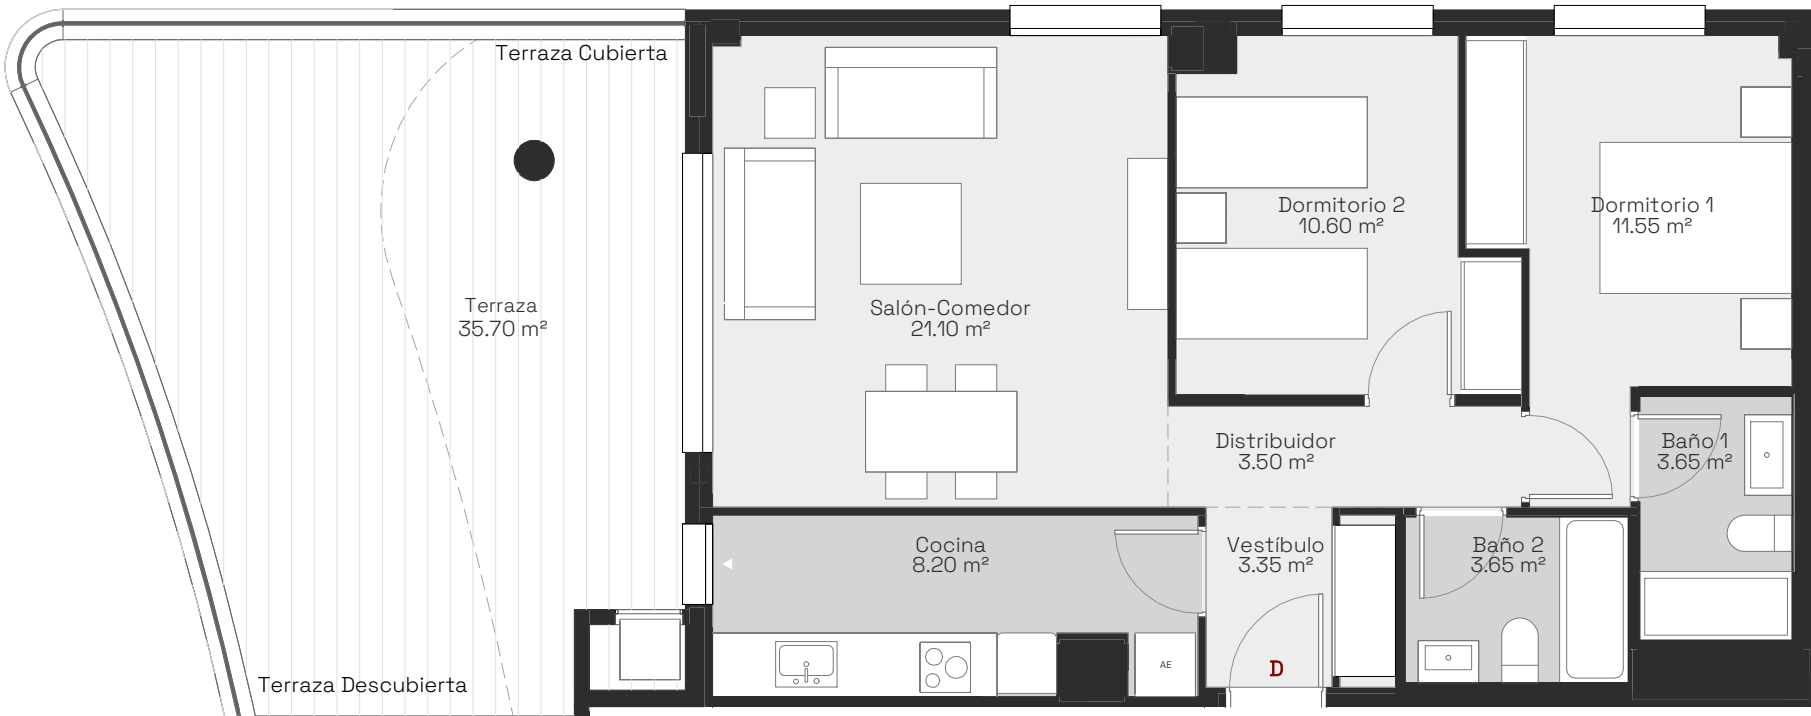 Terraza Cubierta
Terraza
35.70 m²
Terraza Descubierta
Salón-Comedor
21.10 m²
Dormitorio 2
10.60 m²
Dormitorio 1
11.55 m²
Distribuidor
3.50 m²
Baño 1
3.65 m²
Cocina
8.20 m²
Vestíbulo
3.35 m²
Baño 2
3.65 m²
AE
D